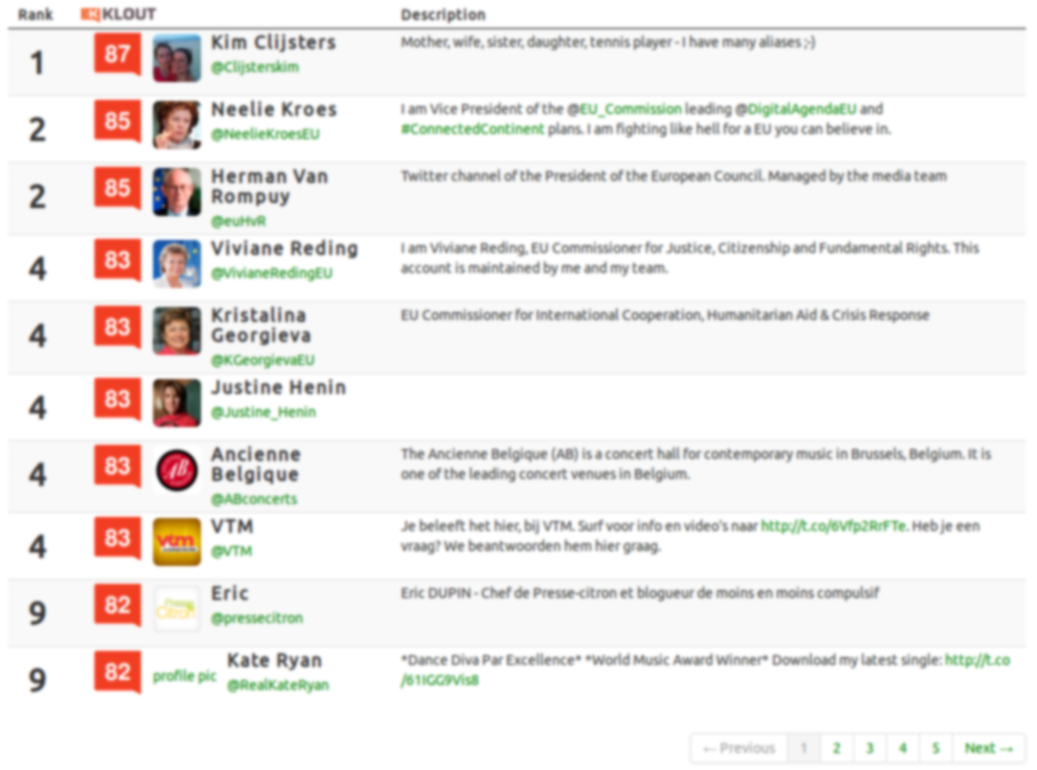 Rank KLOUT Description
1 87 Kim Clijsters Mother, wife, sister, daughter, tennis player - I have many aliases ;-)
@Clijsterskim
2 85 Neelie Kroes I am Vice President of the @EU_Commission leading @DigitalAgendaEU and
@NeelieKroesEU #ConnectedContinent plans. I am fighting like hell for a EU you can believe in.
2 85 Herman Van Twitter channel of the President of the European Council. Managed by the media team
Rompuy
@euHvR
4 83 Viviane Reding I am Viviane Reding, EU Commissioner for Justice, Citizenship and Fundamental Rights. This
@VivianeRedingEU account is maintained by me and my team.
4 83 Kristalina EU Commissioner for International Cooperation, Humanitarian Aid & Crisis Response
Georgieva
@KGeorgievaEU
4 83 Justine Henin
@Justine_Henin
4 83 AB Ancienne The Ancienne Belgique (AB) is a concert hall for contemporary music in Brussels, Belgium. It is
Belgique one of the leading concert venues in Belgium.
@ABconcerts
4 83 vtm VTM Je beleeft het hier, bij VTM. Surf voor info en video's naar http://t.co/6Vfp2RrFTe. Heb je een
@VTM vraag? We beantwoorden hem hier graag.
9 82 Presse Citron Eric Eric DUPIN - Chef de Presse-citron et blogueur de moins en moins compulsif
@pressecitron
9 82 profile pic Kate Ryan *Dance Diva Par Excellence* *World Music Award Winner* Download my latest single: http://t.co
@RealKateRyan /61IGG9Vis8
← Previous 1 2 3 4 5 Next →